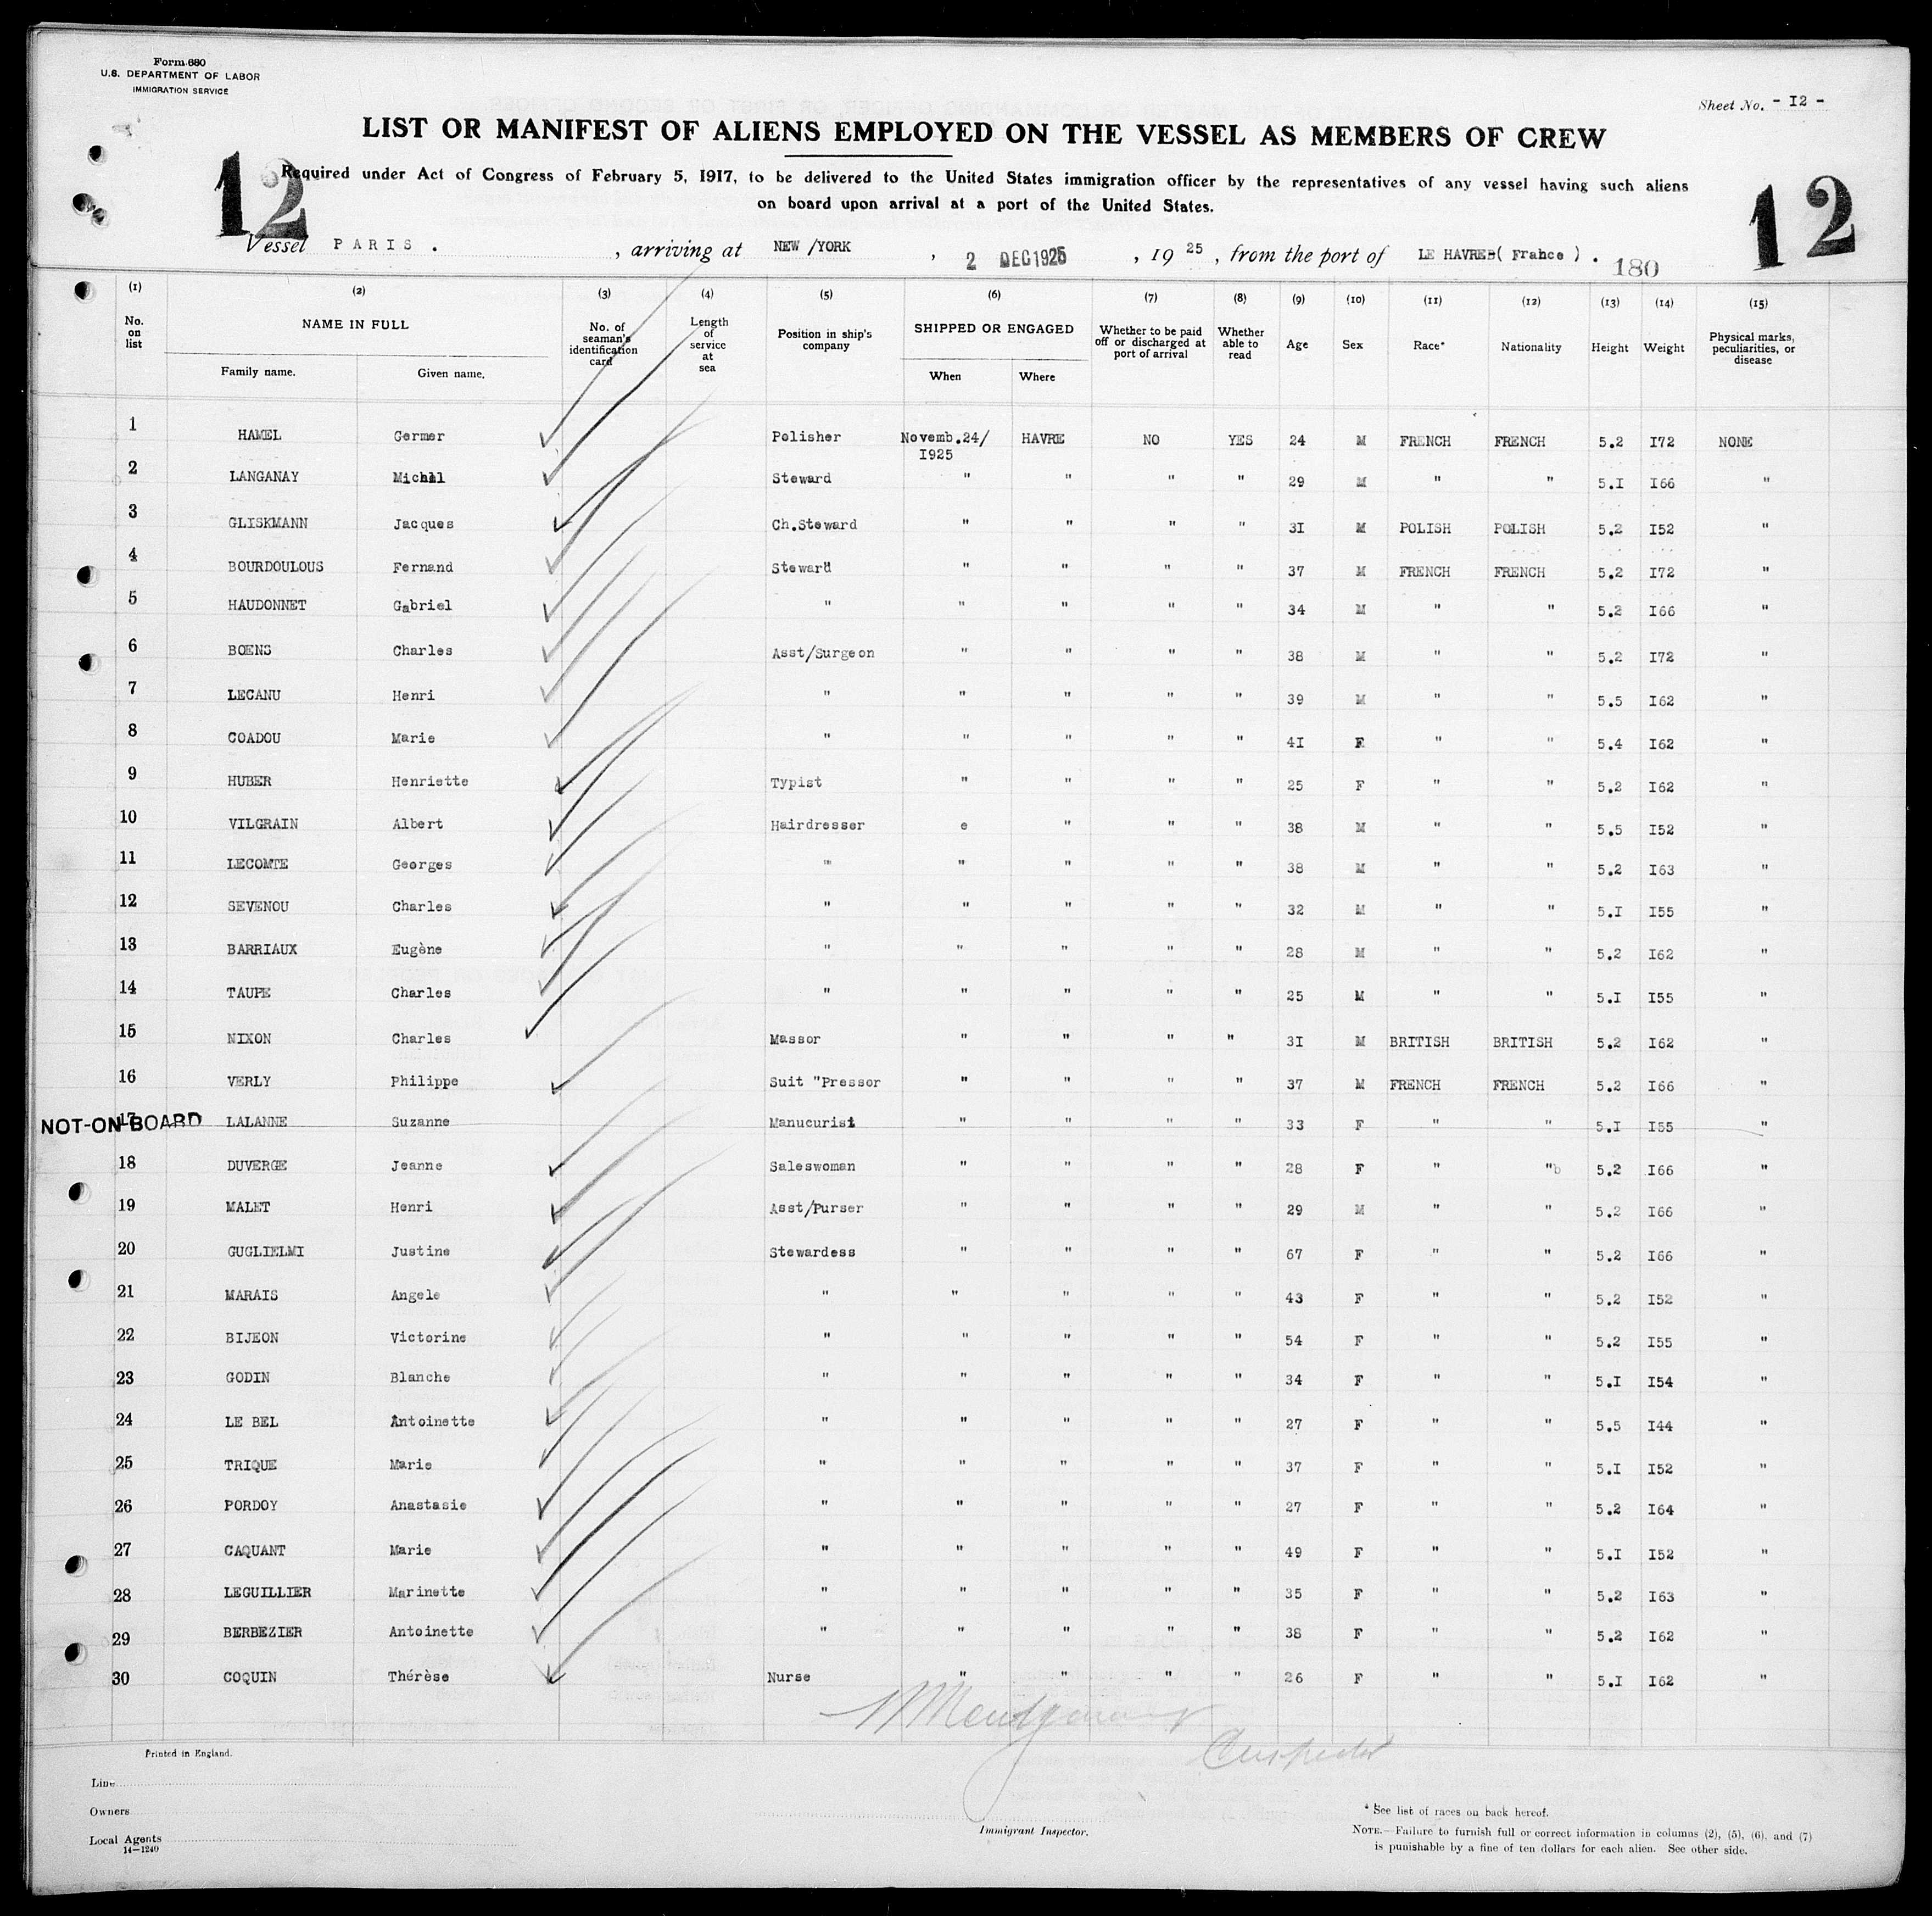 Form 680
U.S. DEPARTMENT OF LABOR
IMMIGRATION SERVICE
Sheet No. - I2 -
LIST OR MANIFEST OF ALIENS EMPLOYED ON THE VESSEL AS MEMBERS OF CREW
12 Required under Act of Congress of February 5, 1917, to be delivered to the United States immigration officer by the representatives of any vessel having such aliens 12
on board upon arrival at a port of the United States.
Vessel PARIS . , arriving at NEW /YORK , 2 DEC 1925 , 19 25 , from the port of LE HAVRE ( France ) . 180
(1) (2) (3) (4) (5) (6) (7) (8) (9) (10) (11) (12) (13) (14) (15)
No. on list NAME IN FULL No. of seaman's identification card Length of service at sea Position in ship's company SHIPPED OR ENGAGED Whether to be paid off or discharged at port of arrival Whether able to read Age Sex Race* Nationality Height Weight Physical marks, peculiarities, or disease
Family name. Given name. When Where
1 HAMEL Germer Polisher Novemb.24/ I925 HAVRE NO YES 24 M FRENCH FRENCH 5.2 I72 NONE
2 LANGANAY Michel Steward " " " " 29 M " " 5.I I66 "
3 GLISKMANN Jacques Ch.Steward " " " " 3I M POLISH POLISH 5.2 I52 "
4 BOURDOULOUS Fernand Steward " " " " 37 M FRENCH FRENCH 5.2 I72 "
5 HAUDONNET Gabriel " " " " " 34 M " " 5.2 I66 "
6 BOENS Charles Asst/Surgeon " " " " 38 M " " 5.2 I72 "
7 LECANU Henri " " " " " 39 M " " 5.5 I62 "
8 COADOU Marie " " " " " 4I F " " 5.4 I62 "
9 HUBER Henriette Typist " " " " 25 F " " 5.2 I62 "
10 VILGRAIN Albert Hairdresser e " " " 38 M " " 5.5 I52 "
11 LECOMTE Georges " " " " " 38 M " " 5.2 I63 "
12 SEVENOU Charles " " " " " 32 M " " 5.I I55 "
13 BARRIAUX Eugène " " " " " 28 M " " 5.2 I62 "
14 TAUPE Charles " " " " " 25 M " " 5.I I55 "
15 NIXON Charles Massor " " " " 3I M BRITISH BRITISH 5.2 I62 "
16 VERLY Philippe Suit "Pressor " " " " 37 M FRENCH FRENCH 5.2 I66 "
NOT-ON-BOARD 17 LALANNE Suzanne Manucurist " " " " 33 F " " 5.I I55 "
18 DUVERGE Jeanne Saleswoman " " " " 28 F " "b 5.2 I66 "
19 MALET Henri Asst/Purser " " " " 29 M " " 5.2 I66 "
20 GUGLIELMI Justine Stewardess " " " " 67 F " " 5.2 I66 "
21 MARAIS Angele " " " " " 43 F " " 5.2 I52 "
22 BIJEON Victorine " " " " " 54 F " " 5.2 I55 "
23 GODIN Blanche " " " " " 34 F " " 5.I I54 "
24 LE BEL Antoinette " " " " " 27 F " " 5.5 I44 "
25 TRIQUE Marie " " " " " 37 F " " 5.I I52 "
26 PORDOY Anastasie " " " " " 27 F " " 5.2 I64 "
27 CAQUANT Marie " " " " " 49 F " " 5.I I52 "
28 LEGUILLIER Marinette " " " " " 35 F " " 5.2 I63 "
29 BERBEZIER Antoinette " " " " " 38 F " " 5.2 I62 "
30 COQUIN Thérèse Nurse " " " " 26 F " " 5.I I62 "
Inspector
Printed in England.
Line
Owners
Local Agents
14—1240
Immigrant Inspector.
* See list of races on back hereof.
NOTE.—Failure to furnish full or correct information in columns (2), (5), (6), and (7)
is punishable by a fine of ten dollars for each alien. See other side.